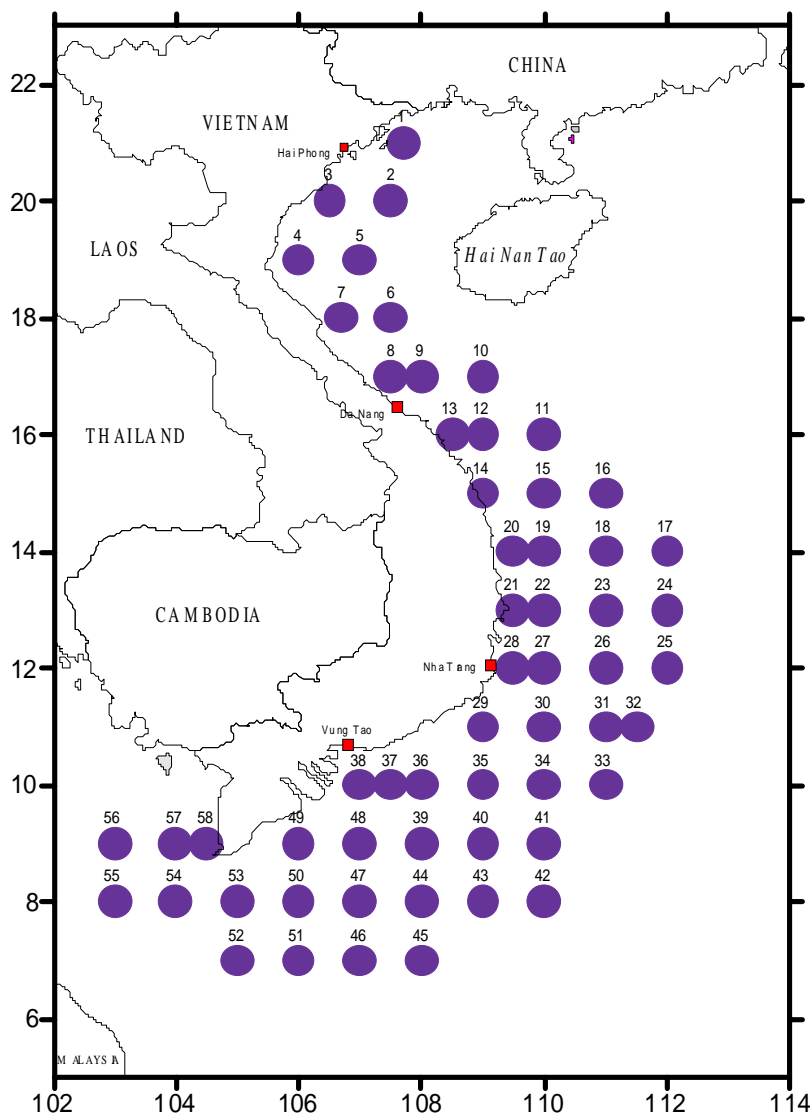 CHINA
22
VIETNAM
Hai Phong
3 2
20
4 5
LAOS
Hai Nan Tao
7 6
18
8 9 10
Da Nang
13 12 11
THAILAND
16
14 15 16
20 19 18 17
14
21 22 23 24
CAMBODIA
28 27 26 25
Nha Trang
12
29 30 31 32
Vung Tao
38 37 36 35 34 33
10
56 57 58 49 48 39 40 41
55 54 53 50 47 44 43 42
8
52 51 46 45
6
MALAYSIA
102 104 106 108 110 112 114